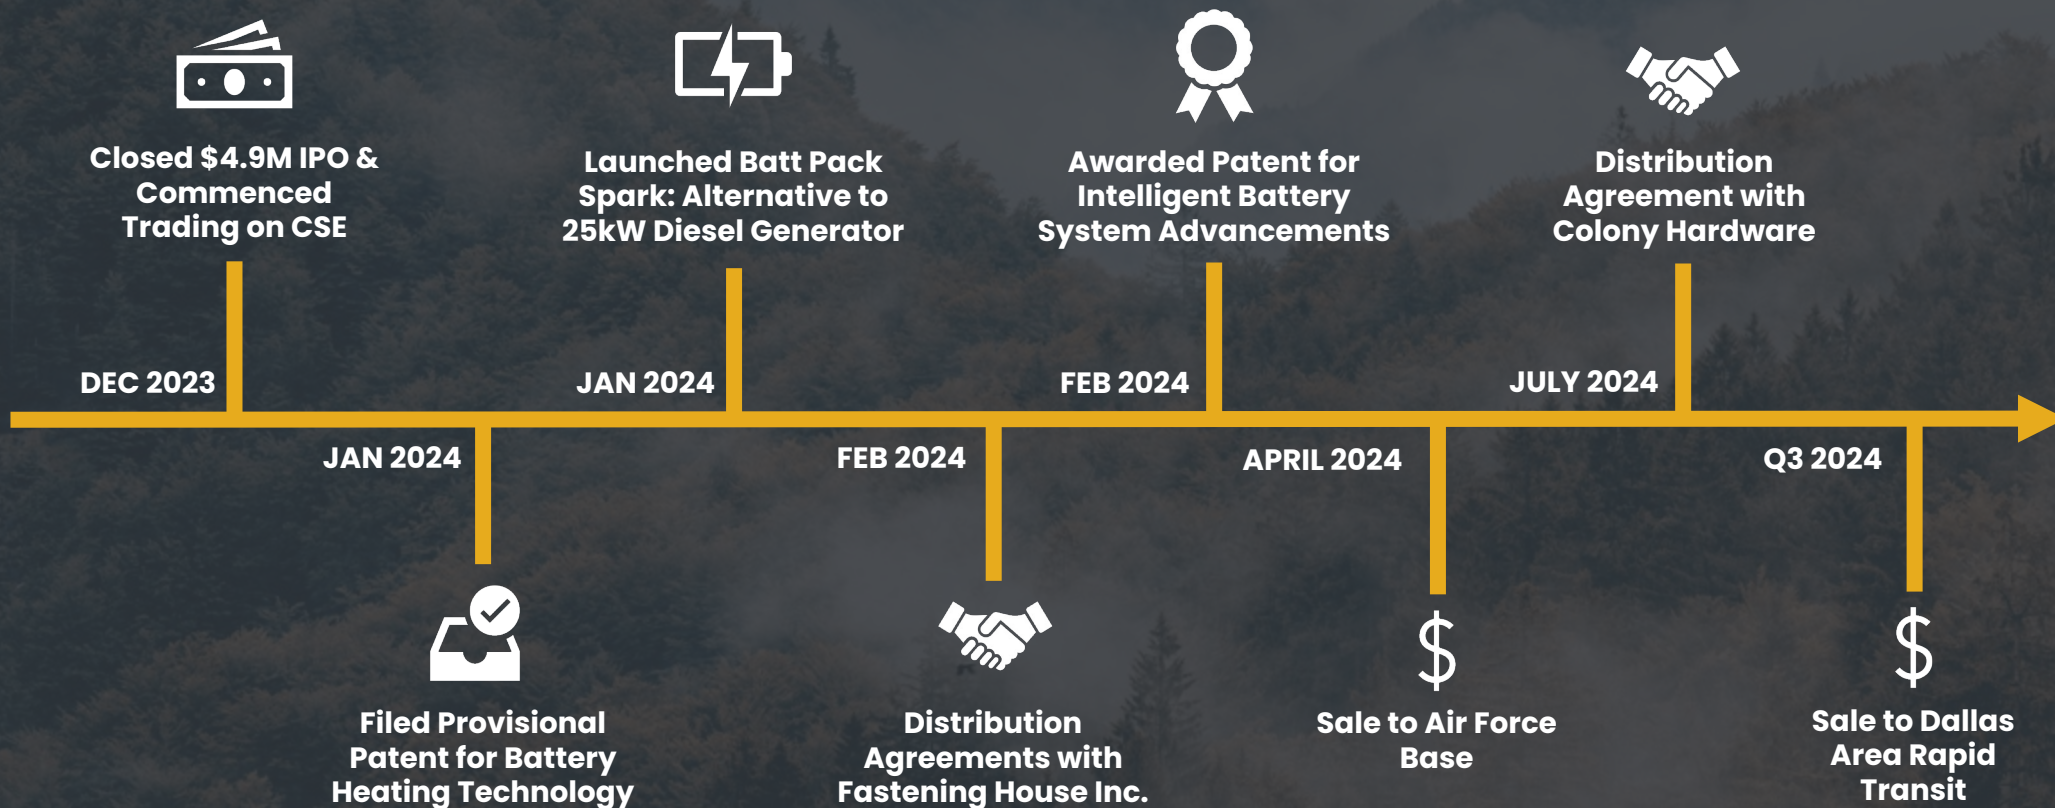 Closed $4.9M IPO &
Commenced
Trading on CSE
DEC 2023
JAN 2024
Filed Provisional
Patent for Battery
Heating Technology
Launched Batt Pack
Spark: Alternative to
25kW Diesel Generator
JAN 2024
FEB 2024
Distribution
Agreements with
Fastening House Inc.
Awarded Patent for
Intelligent Battery
System Advancements
FEB 2024
APRIL 2024
Sale to Air Force
Base
Distribution
Agreement with
Colony Hardware
JULY 2024
Q3 2024
Sale to Dallas
Area Rapid
Transit